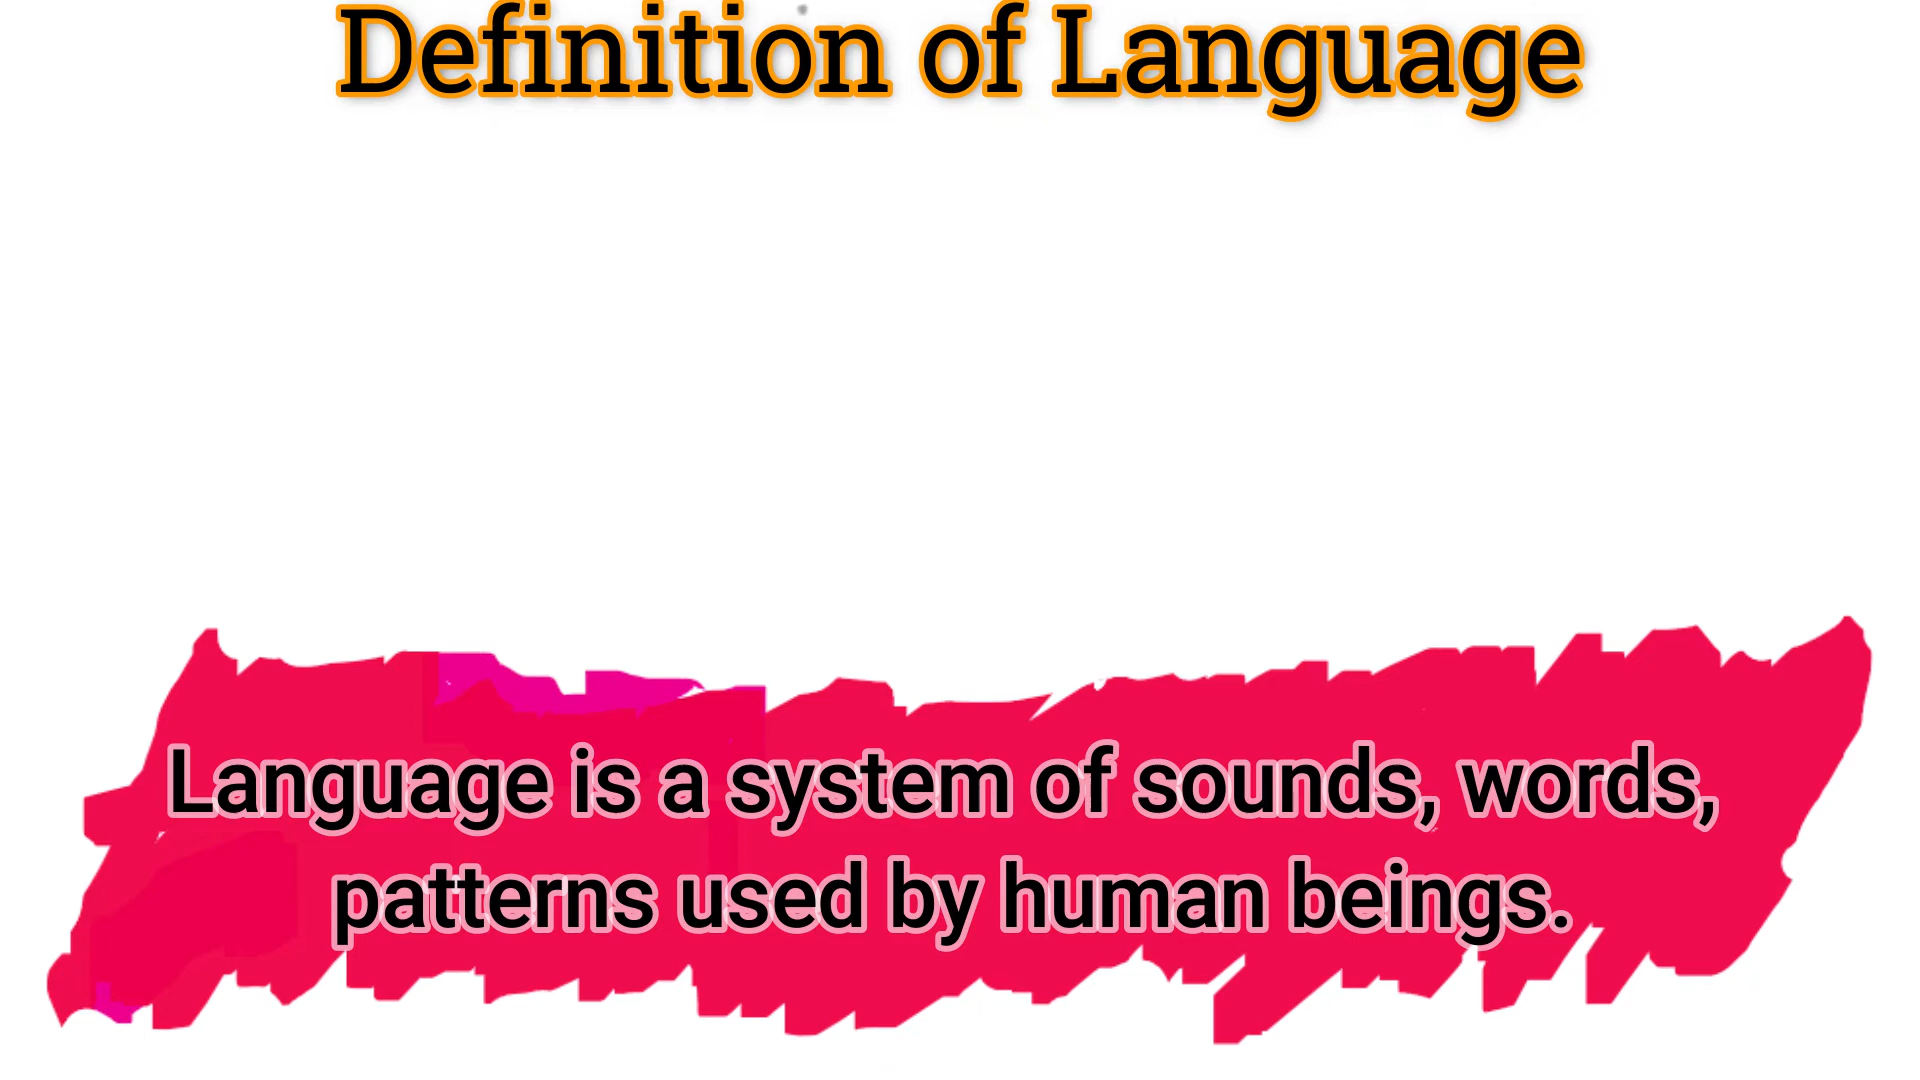 Definition of Language
Language is a system of sounds, words,
patterns used by human beings.